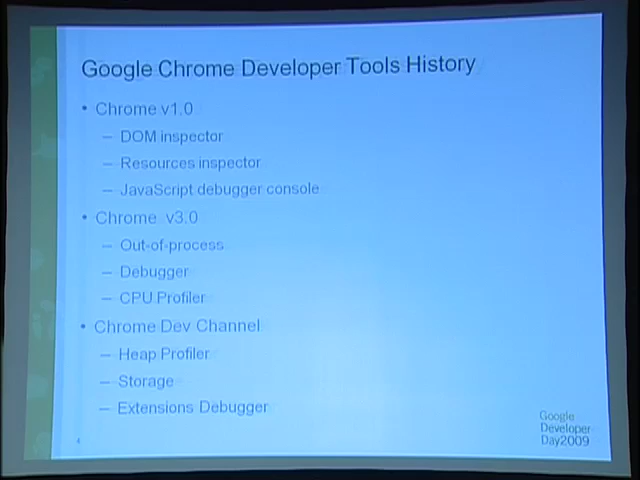 Google Chrome Developer Tools History
• Chrome v1.0
– DOM inspector
– Resources inspector
– JavaScript debugger console
• Chrome v3.0
– Out-of-process
– Debugger
– CPU Profiler
• Chrome Dev Channel
– Heap Profiler
– Storage
– Extensions Debugger
4
Google
Developer
Day2009